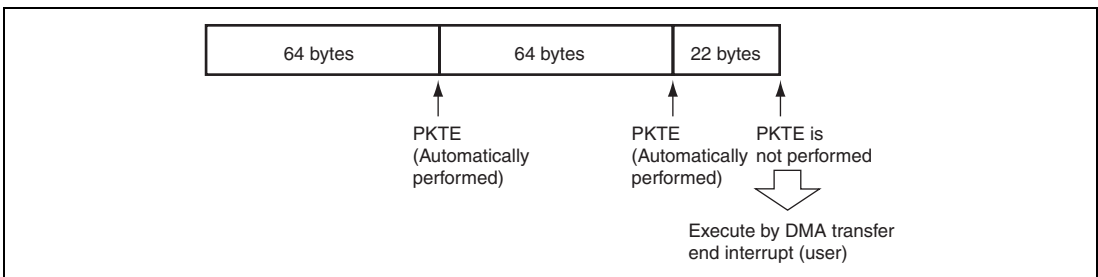 64 bytes
64 bytes
22 bytes
PKTE
(Automatically
performed)
PKTE
(Automatically
performed)
PKTE is
not performed
Execute by DMA transfer
end interrupt (user)